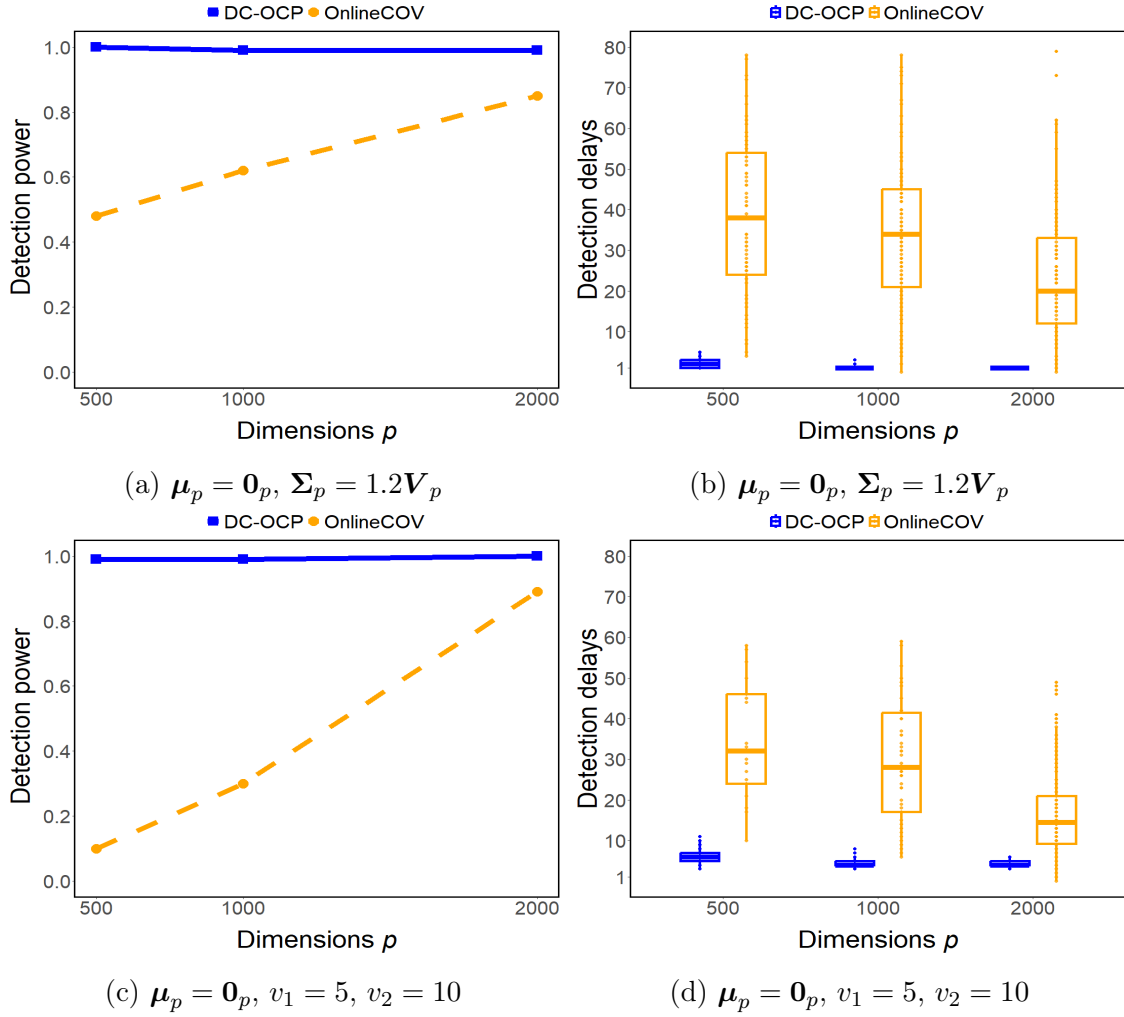 DC-OCP OnlineCOV
Detection power
1.0
0.8
0.6
0.4
0.2
0.0
500 1000 2000
Dimensions p
(a) μp = 0p, Σp = 1.2Vp
DC-OCP OnlineCOV
Detection delays
80
70
60
50
40
30
20
10
1
500 1000 2000
Dimensions p
(b) μp = 0p, Σp = 1.2Vp
DC-OCP OnlineCOV
Detection power
1.0
0.8
0.6
0.4
0.2
0.0
500 1000 2000
Dimensions p
(c) μp = 0p, v1 = 5, v2 = 10
DC-OCP OnlineCOV
Detection delays
80
70
60
50
40
30
20
10
1
500 1000 2000
Dimensions p
(d) μp = 0p, v1 = 5, v2 = 10